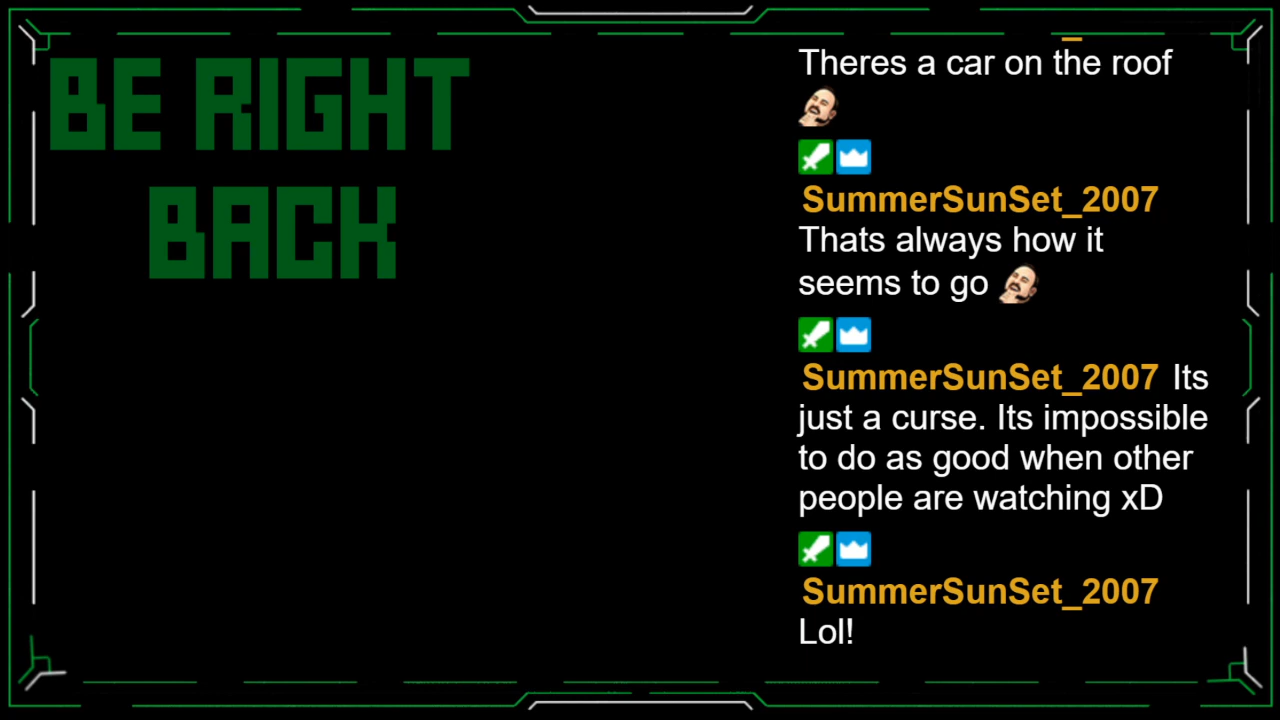 BE RIGHT
BACK
Theres a car on the roof
SummerSunSet_2007
Thats always how it
seems to go
SummerSunSet_2007 Its
just a curse. Its impossible
to do as good when other
people are watching xD
SummerSunSet_2007
Lol!